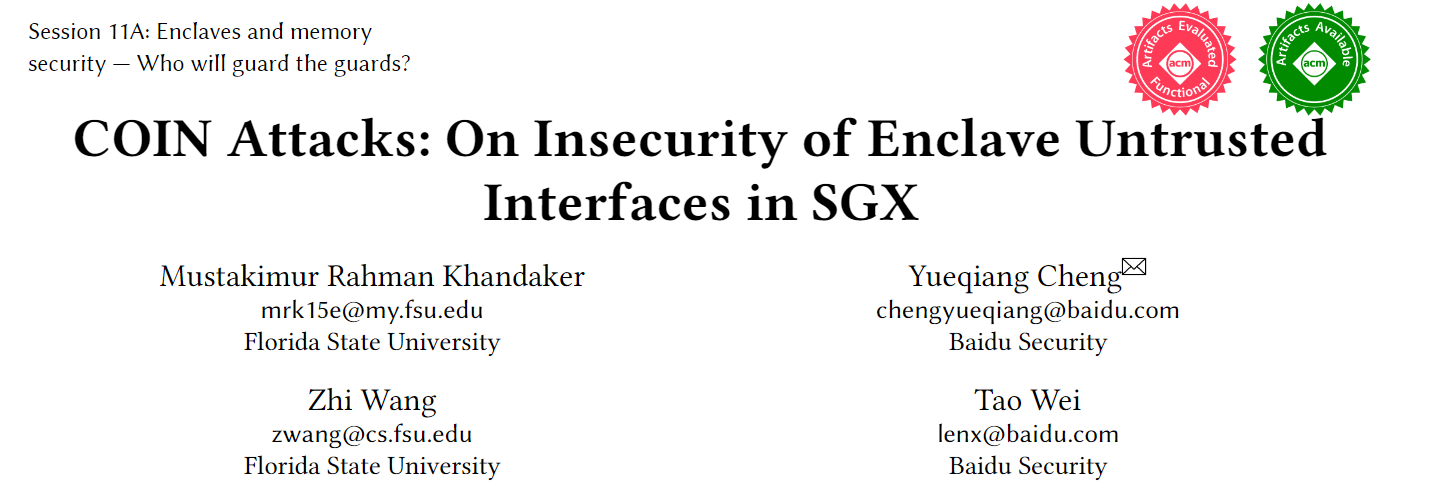 Session 11A: Enclaves and memory
security — Who will guard the guards?
Artifacts Evaluated
acm
Functional
Artifacts Available
acm
COIN Attacks: On Insecurity of Enclave Untrusted
Interfaces in SGX
Mustakimur Rahman Khandaker
mrk15e@my.fsu.edu
Florida State University
Yueqiang Cheng
chengyueqiang@baidu.com
Baidu Security
Zhi Wang
zwang@cs.fsu.edu
Florida State University
Tao Wei
lenx@baidu.com
Baidu Security